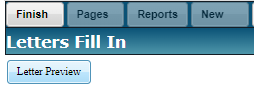 Finish Pages Reports New
Letters Fill In
Letter Preview